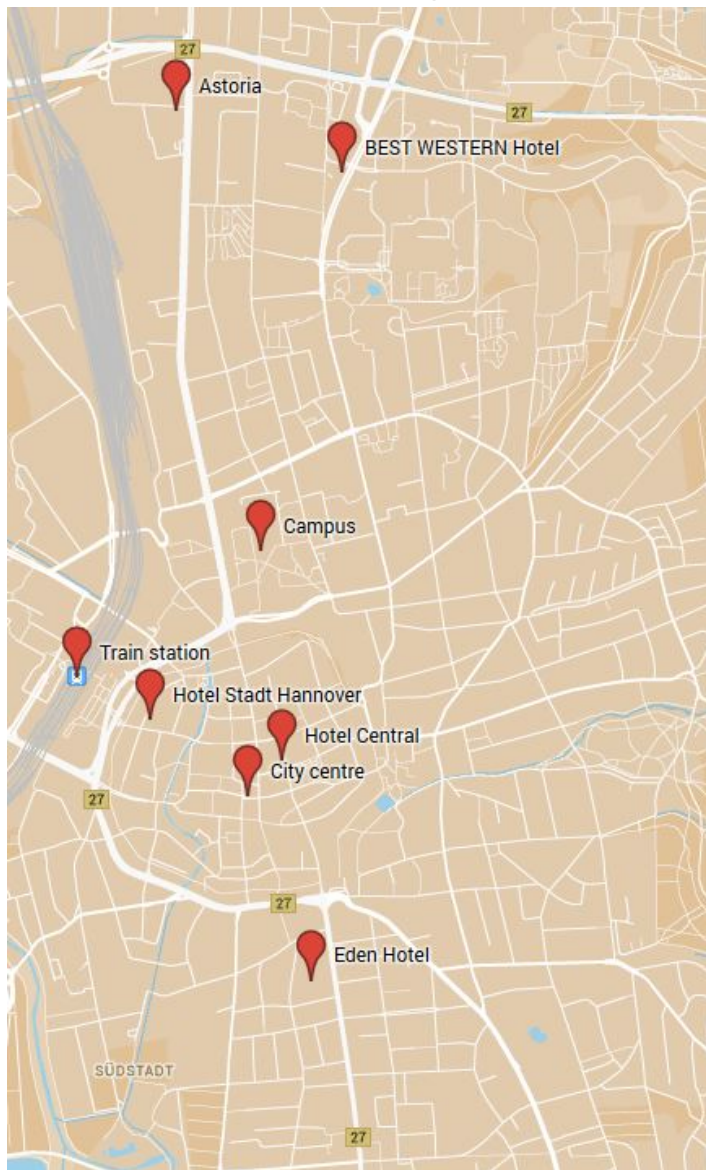 27
Astoria
27
BEST WESTERN Hotel
Campus
Train station
Hotel Stadt Hannover
Hotel Central
City centre
27
27
Eden Hotel
SÜDSTADT
27